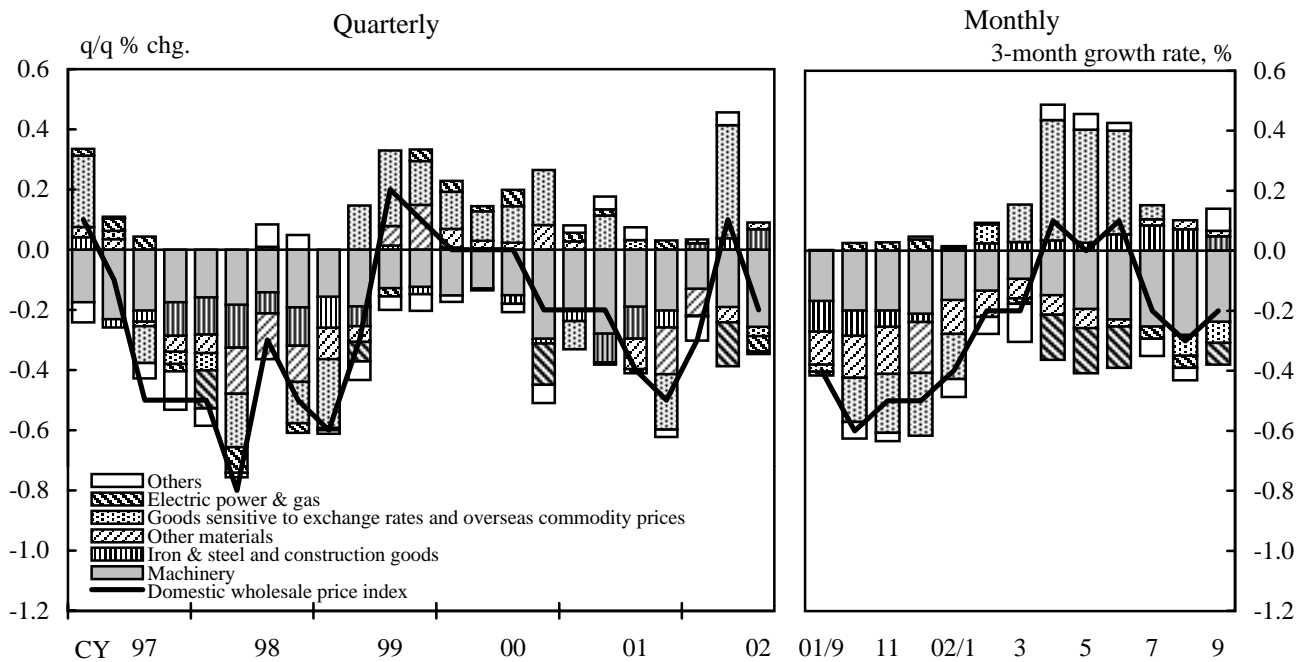 Quarterly
Monthly
q/q % chg.
3-month growth rate, %
0.6
0.4
0.2
0.0
-0.2
-0.4
-0.6
-0.8
-1.0
-1.2
Others
Electric power & gas
Goods sensitive to exchange rates and overseas commodity prices
Other materials
Iron & steel and construction goods
Machinery
Domestic wholesale price index
0.6
0.4
0.2
0.0
-0.2
-0.4
-0.6
-0.8
-1.0
-1.2
CY 97 98 99 00 01 02
01/9 11 02/1 3 5 7 9